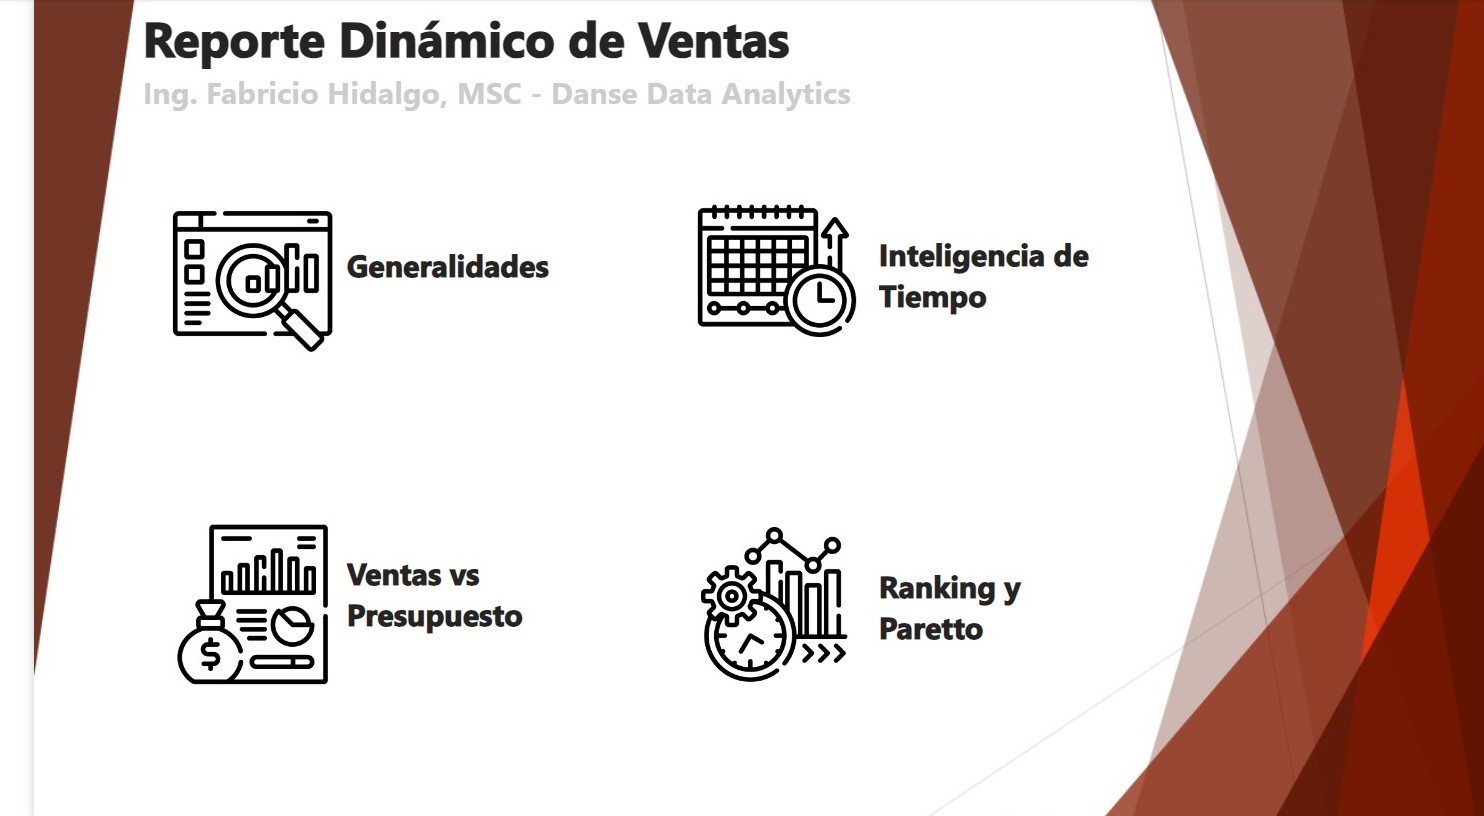 Reporte Dinámico de Ventas
Ing. Fabricio Hidalgo, MSC - Danse Data Analytics
Generalidades
Inteligencia de
Tiempo
$
Ventas vs
Presupuesto
Ranking y
Paretto